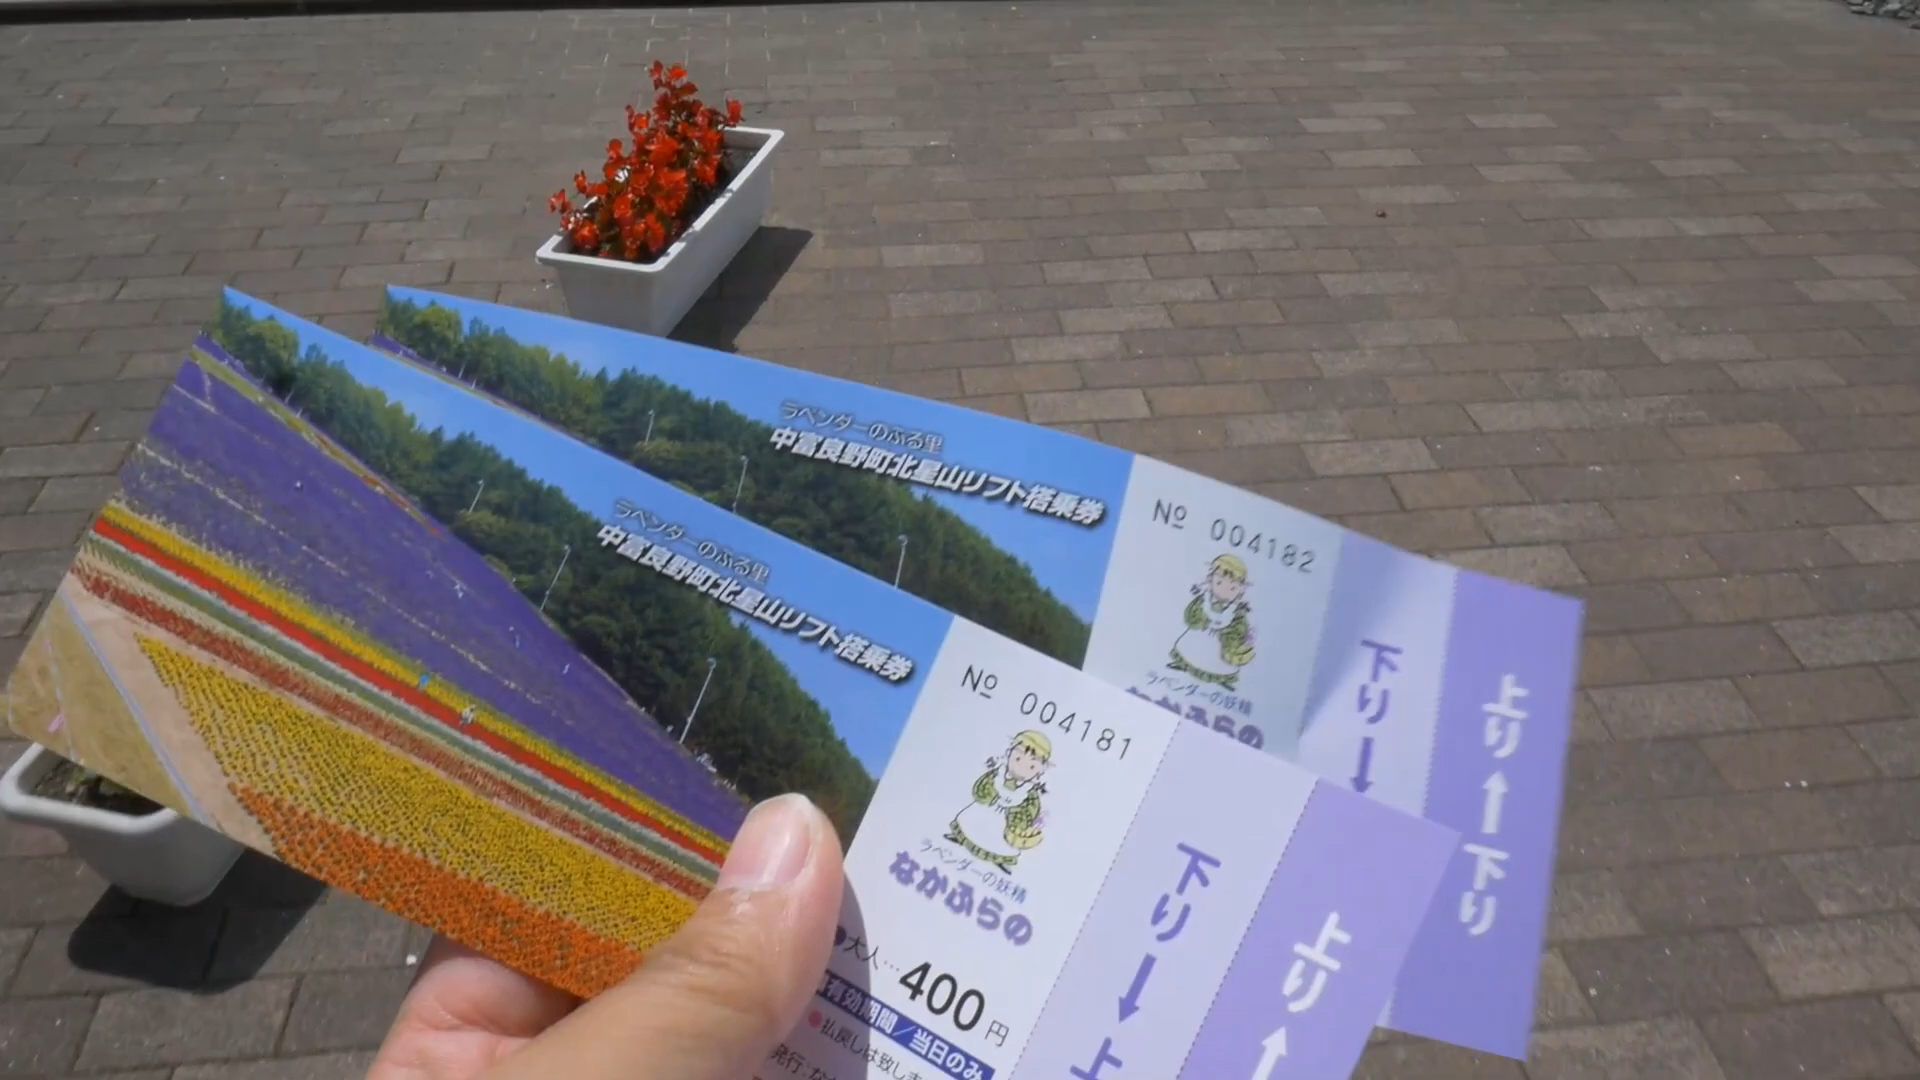 ラベンダーのふる里
中富良野町北星山リフト搭乗券
No 004182
ラベンダーの妖精
なかふらの
下り→
上り→下り
ラベンダーのふる里
中富良野町北星山リフト搭乗券
No 004181
ラベンダーの妖精
なかふらの
●大人…400円
有効期間/当日のみ
●払戻しは致しま
発行:な
下り→上
上り→